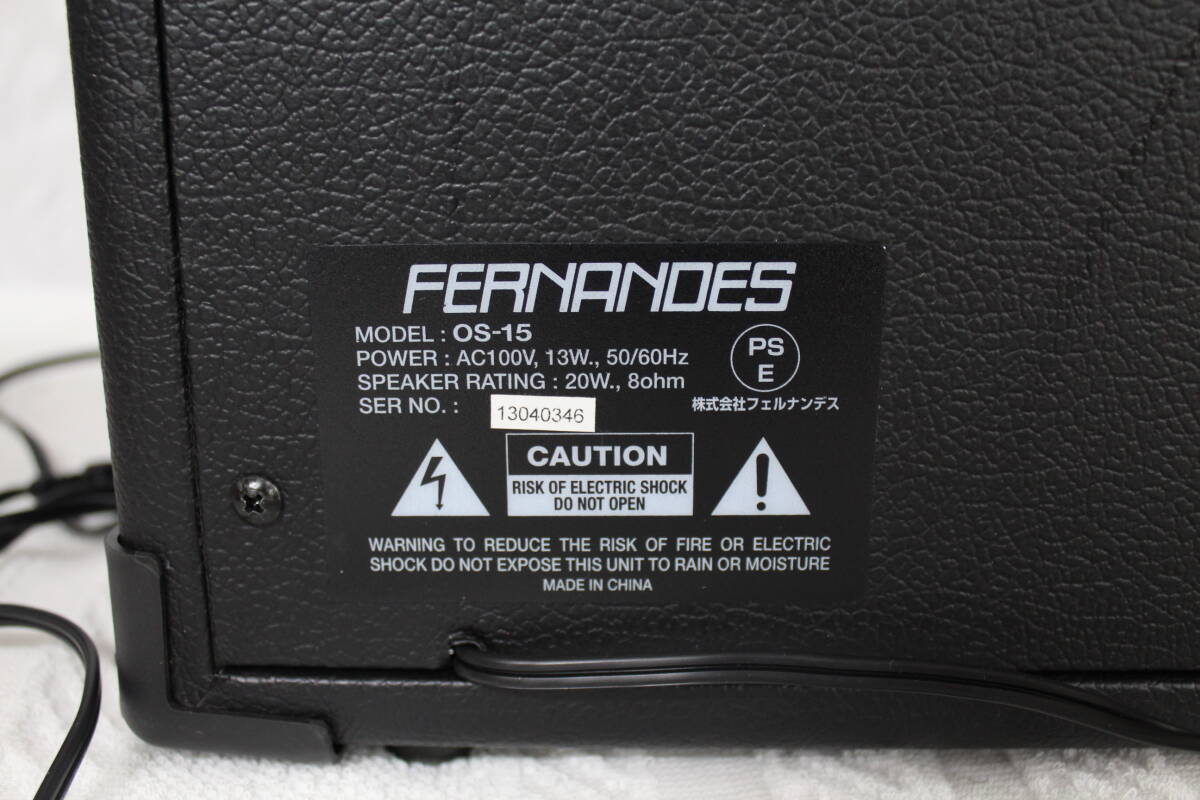 FERNANDES
MODEL : OS-15
POWER : AC100V, 13W., 50/60Hz
SPEAKER RATING : 20W., 8ohm
SER NO. : 13040346
PS
E
株式会社フェルナンデス
CAUTION
RISK OF ELECTRIC SHOCK
DO NOT OPEN
WARNING TO REDUCE THE RISK OF FIRE OR ELECTRIC
SHOCK DO NOT EXPOSE THIS UNIT TO RAIN OR MOISTURE
MADE IN CHINA